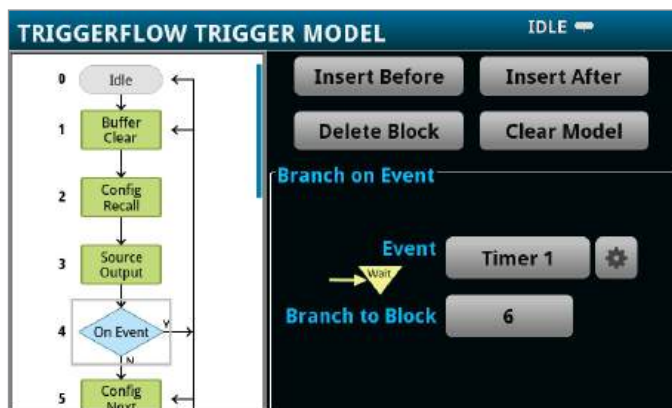 TRIGGERFLOW TRIGGER MODEL
IDLE
0
Idle
1
Buffer
Clear
2
Config
Recall
3
Source
Output
4
On Event
Y
N
5
Config
Next
Insert Before
Insert After
Delete Block
Clear Model
Branch on Event
Event
Timer 1
Wait
Branch to Block
6